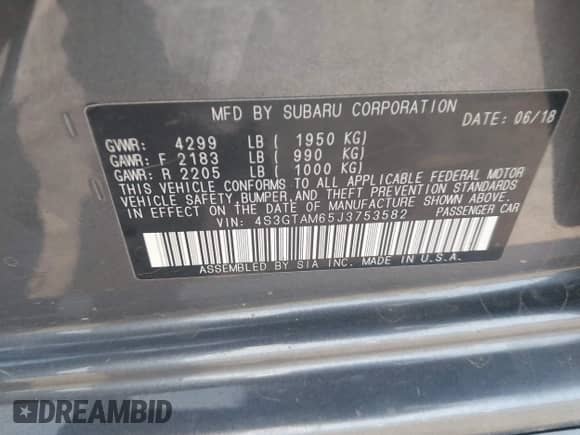 MFD BY SUBARU CORPORATION
DATE: 06/18
GVWR: 4299 LB ( 1950 KG)
GAWR: F 2183 LB ( 990 KG)
GAWR: R 2205 LB ( 1000 KG)
THIS VEHICLE CONFORMS TO ALL APPLICABLE FEDERAL MOTOR
VEHICLE SAFETY, BUMPER, AND THEFT PREVENTION STANDARDS
IN EFFECT ON THE DATE OF MANUFACTURE SHOWN ABOVE.
VIN: 4S3GTAM65J3753582 PASSENGER CAR
ASSEMBLED BY SIA INC. MADE IN U.S.A.
DREAMBID